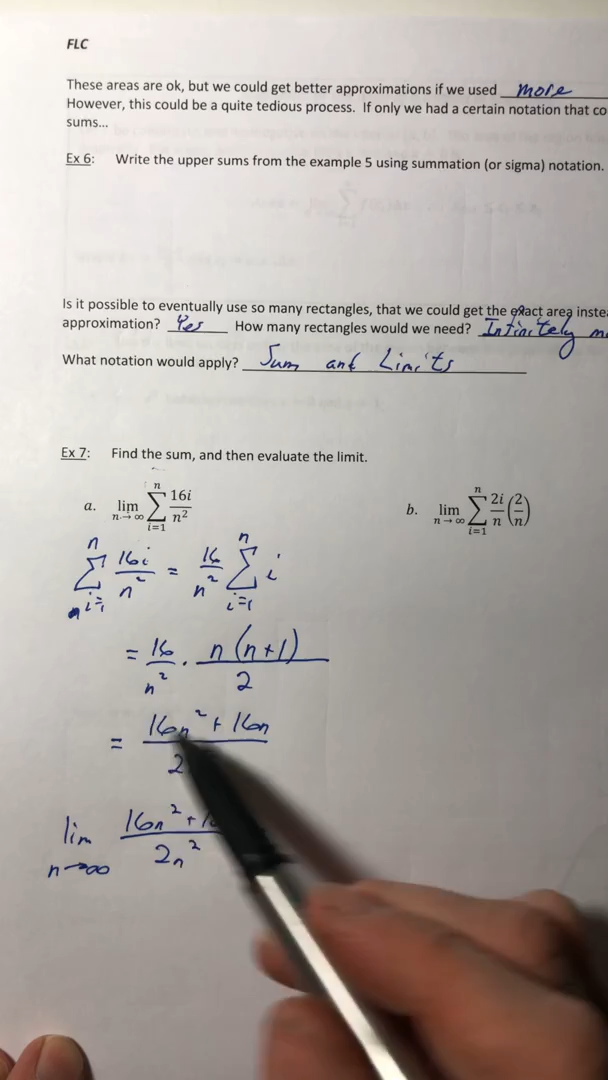 FLC
These areas are ok, but we could get better approximations if we used more
However, this could be a quite tedious process. If only we had a certain notation that co
sums...
Ex 6: Write the upper sums from the example 5 using summation (or sigma) notation.
Is it possible to eventually use so many rectangles, that we could get the exact area inste
approximation? Yes How many rectangles would we need? Infinitely m
What notation would apply? Sum and Limits
Ex 7: Find the sum, and then evaluate the limit.
a. lim n→∞ ∑ i=1 n 16i/n² b. lim n→∞ ∑ i=1 n 2i/n (2/n)
∑ i=1 n 16i/n² = 16/n² ∑ i=1 n i
= 16/n² · n(n+1)/2
= 16n² + 16n / 2
lim n→∞ 16n² + 1 / 2n²